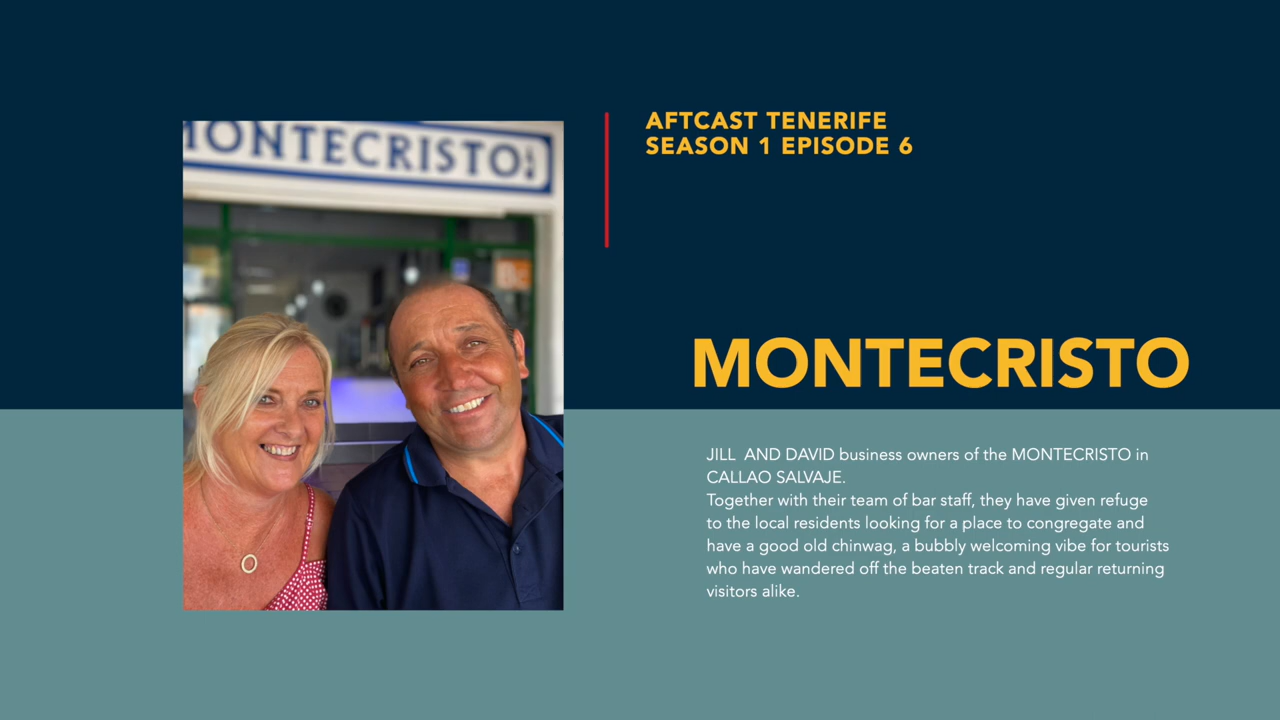 MONTECRISTO
AFTCAST TENERIFE
SEASON 1 EPISODE 6
MONTECRISTO
JILL  AND DAVID business owners of the MONTECRISTO in
CALLAO SALVAJE.
Together with their team of bar staff, they have given refuge
to the local residents looking for a place to congregate and
have a good old chinwag, a bubbly welcoming vibe for tourists
who have wandered off the beaten track and regular returning
visitors alike.